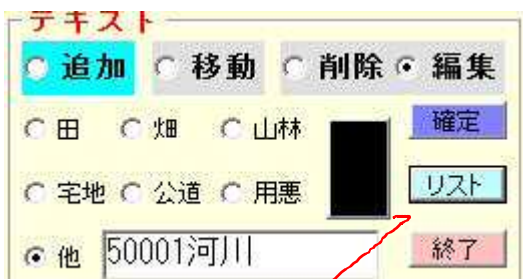 テキスト
追加 移動 削除 編集
田 畑 山林 確定
宅地 公道 用悪 リスト
他 50001河川 終了